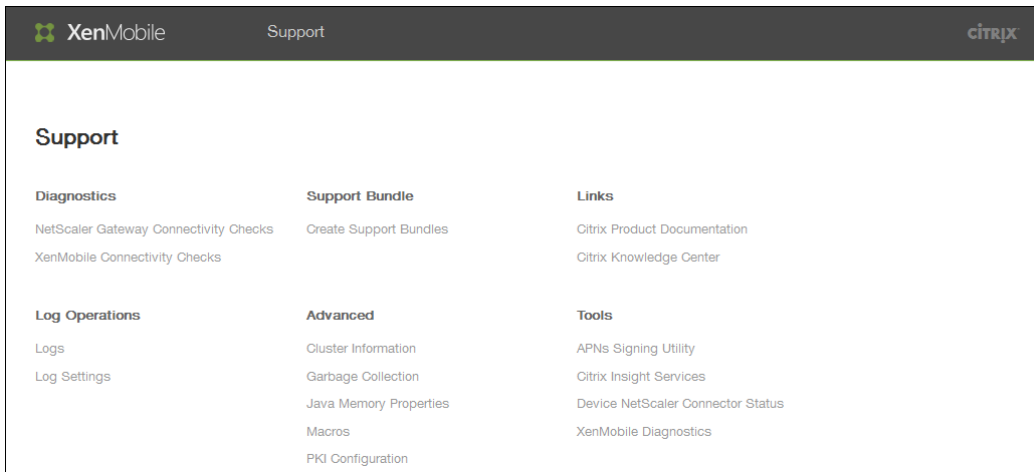 XenMobile
Support
CITRIX
Support
Diagnostics
NetScaler Gateway Connectivity Checks
XenMobile Connectivity Checks
Support Bundle
Create Support Bundles
Links
Citrix Product Documentation
Citrix Knowledge Center
Log Operations
Logs
Log Settings
Advanced
Cluster Information
Garbage Collection
Java Memory Properties
Macros
PKI Configuration
Tools
APNs Signing Utility
Citrix Insight Services
Device NetScaler Connector Status
XenMobile Diagnostics